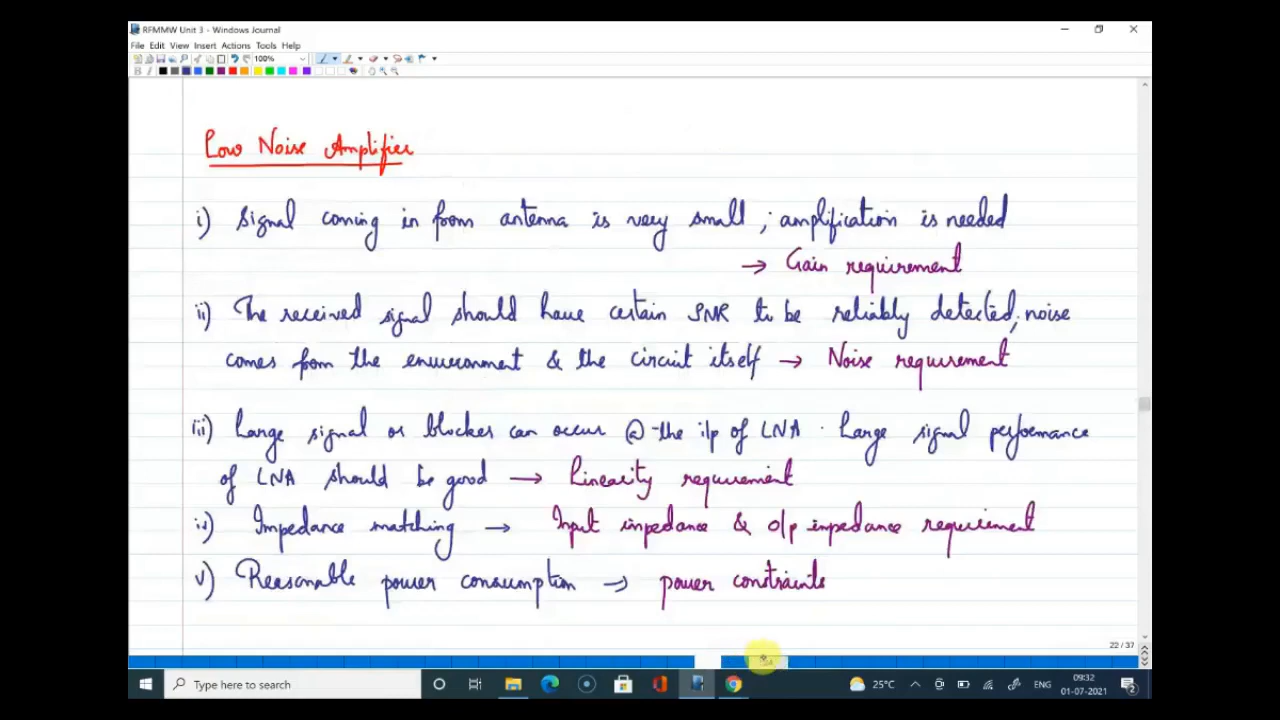 RFMMW Unit 3 - Windows Journal
File Edit View Insert Actions Tools Help
100%
Low Noise Amplifier
i) Signal coming in from antenna is very small ; amplification is needed
→ Gain requirement
ii) The received signal should have certain SNR to be reliably detected; noise
comes from the environment & the circuit itself → Noise requirement
iii) Large signal or blocker can occur @ the i/p of LNA . Large signal performance
of LNA should be good → Linearity requirement
iv) Impedance matching → Input impedance & o/p impedance requirement
v) Reasonable power consumption → power constraints
22 / 37
Type here to search
25°C
ENG
09:32
01-07-2021
2